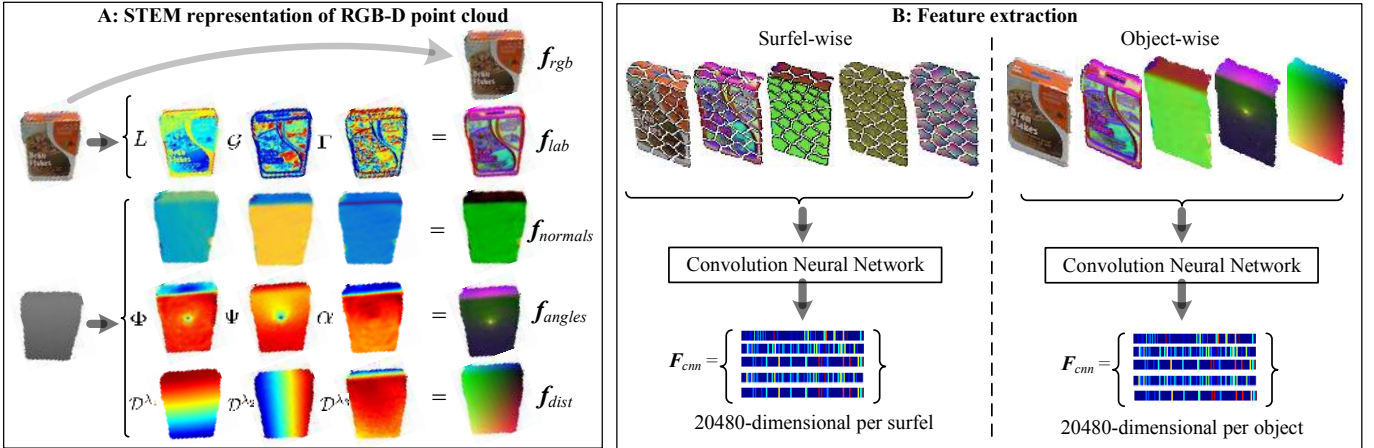 A: STEM representation of RGB-D point cloud
f_rgb
L G Γ = f_lab
= f_normals
Φ Ψ α = f_angles
D^λ1 D^λ2 = f_dist
B: Feature extraction
Surfel-wise
Object-wise
Convolution Neural Network
Convolution Neural Network
F_cnn =
F_cnn =
20480-dimensional per surfel
20480-dimensional per object